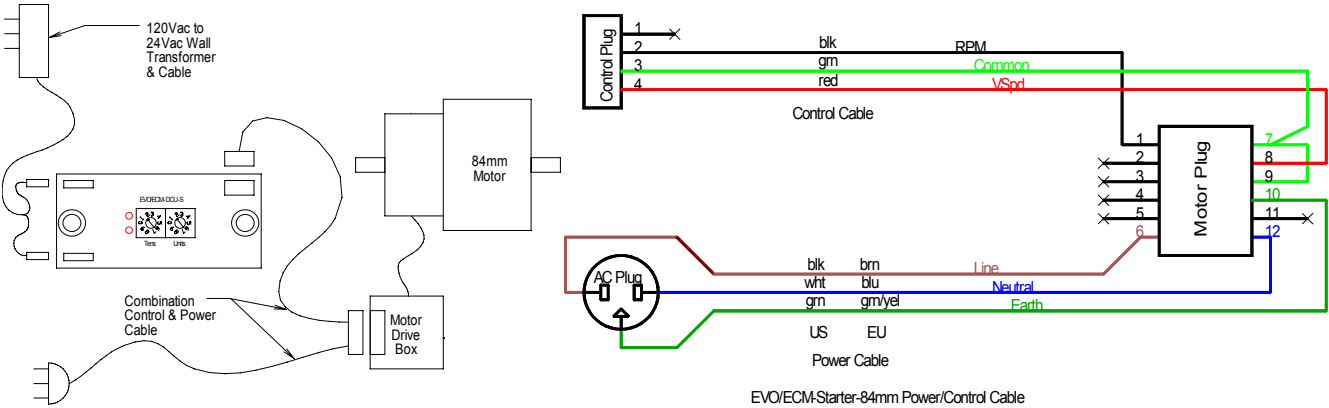 120Vac to
24Vac Wall
Transformer
& Cable
84mm
Motor
EVO/ECM-DCU-S
Tens
Units
Combination
Control & Power
Cable
Motor
Drive
Box
Control Plug
1
2
3
4
blk
RPM
grn
Common
red
VSpd
Control Cable
Motor Plug
1
2
3
4
5
6
7
8
9
10
11
12
AC Plug
blk brn Line
wht blu Neutral
grn grn/yel Earth
US EU
Power Cable
EVO/ECM-Starter-84mm Power/Control Cable